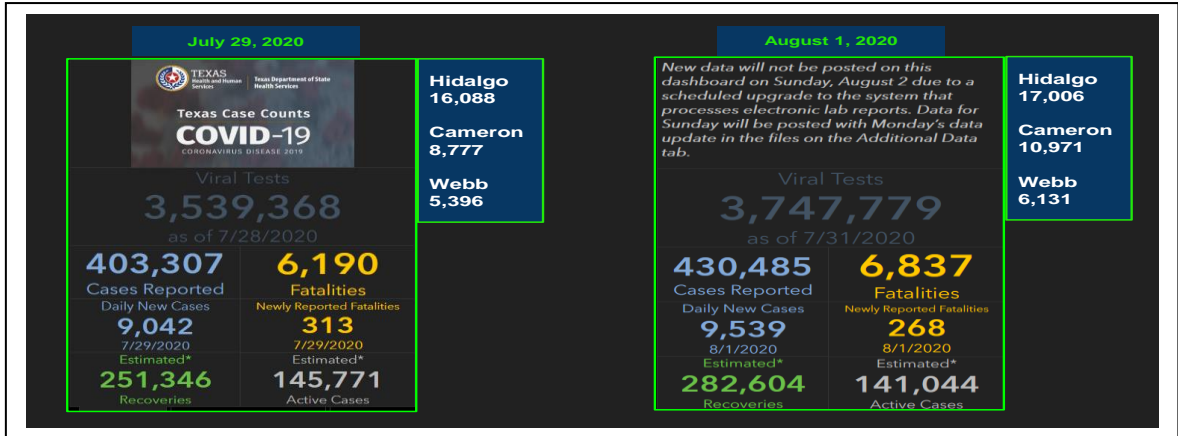 July 29, 2020
TEXAS
Health and Human
Services
Texas Department of State
Health Services
Texas Case Counts
COVID-19
CORONAVIRUS DISEASE 2019
Viral Tests
3,539,368
as of 7/28/2020
403,307
Cases Reported
6,190
Fatalities
Daily New Cases
9,042
7/29/2020
Newly Reported Fatalities
313
7/29/2020
Estimated*
251,346
Recoveries
Estimated*
145,771
Active Cases
Hidalgo
16,088
Cameron
8,777
Webb
5,396
August 1, 2020
New data will not be posted on this
dashboard on Sunday, August 2 due to a
scheduled upgrade to the system that
processes electronic lab reports. Data for
Sunday will be posted with Monday's data
update in the files on the Additional Data
tab.
Viral Tests
3,747,779
as of 7/31/2020
430,485
Cases Reported
6,837
Fatalities
Daily New Cases
9,539
8/1/2020
Newly Reported Fatalities
268
8/1/2020
Estimated*
282,604
Recoveries
Estimated*
141,044
Active Cases
Hidalgo
17,006
Cameron
10,971
Webb
6,131